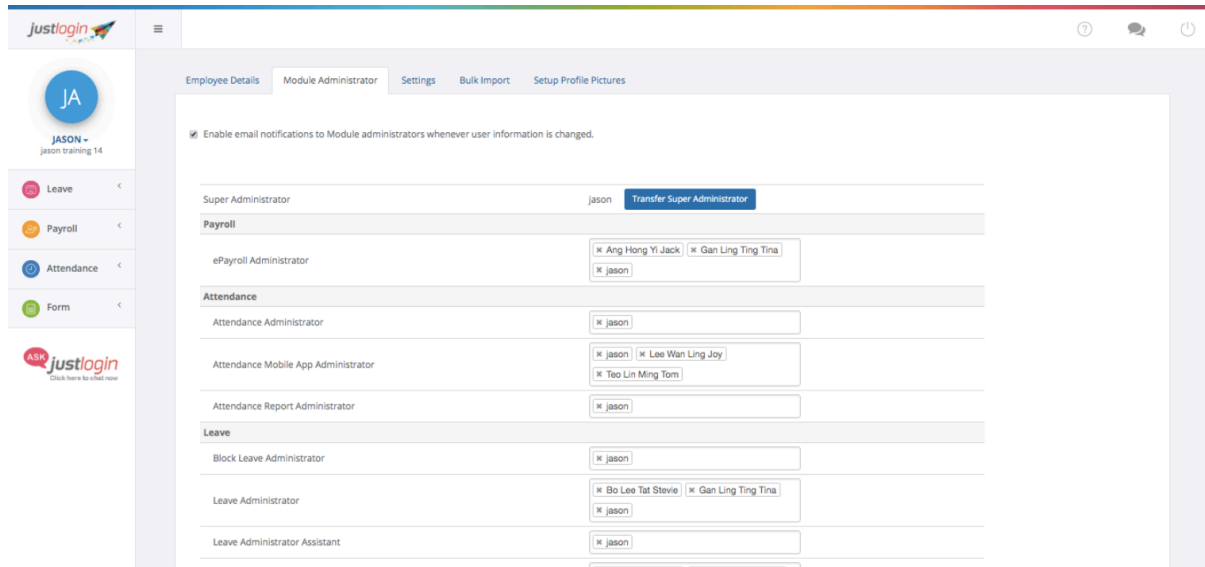 justlogin
JA
JASON
jason training 14
Leave
Payroll
Attendance
Form
ASK justlogin
Click here to chat now
Employee Details Module Administrator Settings Bulk Import Setup Profile Pictures
Enable email notifications to Module administrators whenever user information is changed.
Super Administrator jason Transfer Super Administrator
Payroll
ePayroll Administrator × Ang Hong Yi Jack × Gan Ling Ting Tina
× jason
Attendance
Attendance Administrator × jason
Attendance Mobile App Administrator × jason × Lee Wan Ling Joy
× Teo Lin Ming Tom
Attendance Report Administrator × jason
Leave
Block Leave Administrator × jason
Leave Administrator × Bo Lee Tat Stevie × Gan Ling Ting Tina
× jason
Leave Administrator Assistant × jason